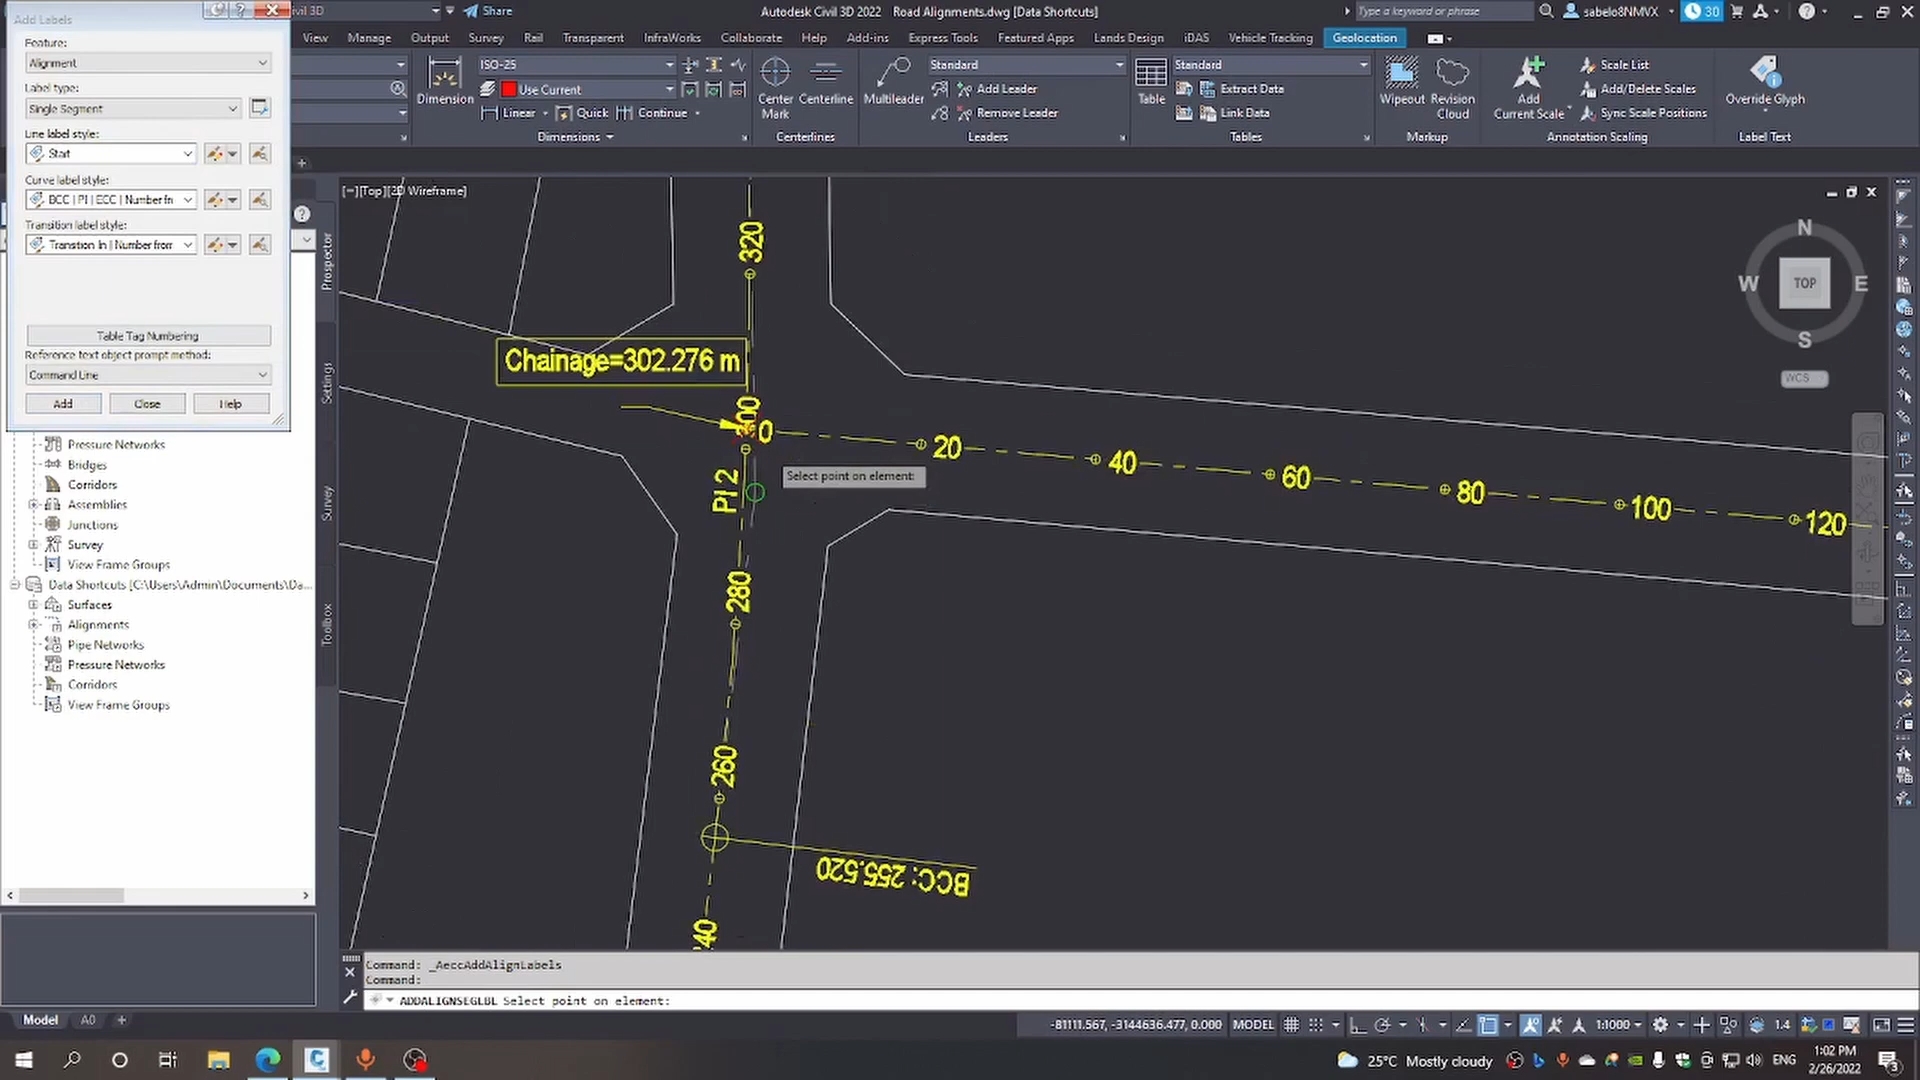 Add Labels
Feature:
Alignment
Label type:
Single Segment
Line label style:
Start
Curve label style:
BCC | PI | ECC | Number fr
Transition label style:
Transition In | Number from
Table Tag Numbering
Reference text object prompt method:
Command Line
Add
Close
Help
Share
Autodesk Civil 3D 2022
Road Alignments.dwg [Data Shortcuts]
Type a keyword or phrase
sabelo8NMVX
30
View
Manage
Output
Survey
Rail
Transparent
InfraWorks
Collaborate
Help
Add-ins
Express Tools
Featured Apps
Lands Design
iDAS
Vehicle Tracking
Geolocation
Dimension
ISO-25
Use Current
Linear
Quick
Continue
Dimensions
Center Mark
Centerline
Centerlines
Multileader
Standard
Add Leader
Remove Leader
Leaders
Table
Standard
Extract Data
Link Data
Tables
Wipeout
Revision Cloud
Markup
Add Current Scale
Scale List
Add/Delete Scales
Sync Scale Positions
Annotation Scaling
Override Glyph
Label Text
Prospector
Settings
Survey
Toolbox
Pressure Networks
Bridges
Corridors
Assemblies
Junctions
Survey
View Frame Groups
Data Shortcuts [C:\Users\Admin\Documents\Da...
Surfaces
Alignments
Pipe Networks
Pressure Networks
Corridors
View Frame Groups
[−][Top][2D Wireframe]
N
W
TOP
E
S
WCS
320
Chainage=302.276 m
0
20
40
60
80
100
120
PI 2
Select point on element:
280
260
BCC: 255.520
Command: _AeccAddAlignLabels
Command:
ADDALIGNSEGLBL Select point on element:
Model
A0
-81111.567, -3144636.477, 0.000
MODEL
1:1000
1.4
25°C Mostly cloudy
ENG
1:02 PM
2/26/2022
3